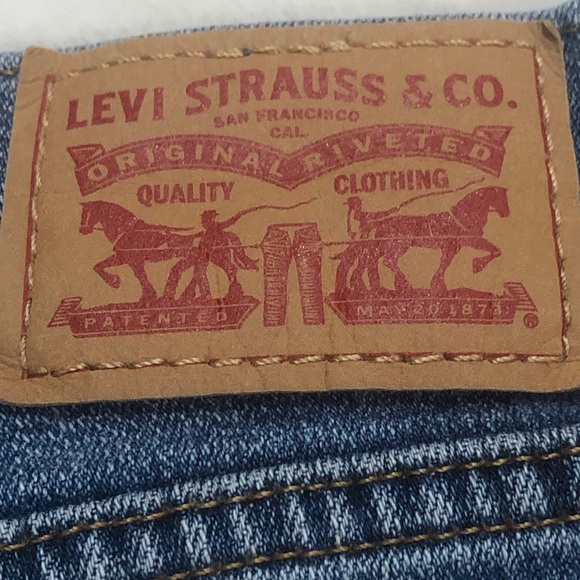 LEVI STRAUSS & CO.
SAN FRANCISCO
CAL.
ORIGINAL RIVETED
QUALITY CLOTHING
PATENTED MAY 20 1873
®